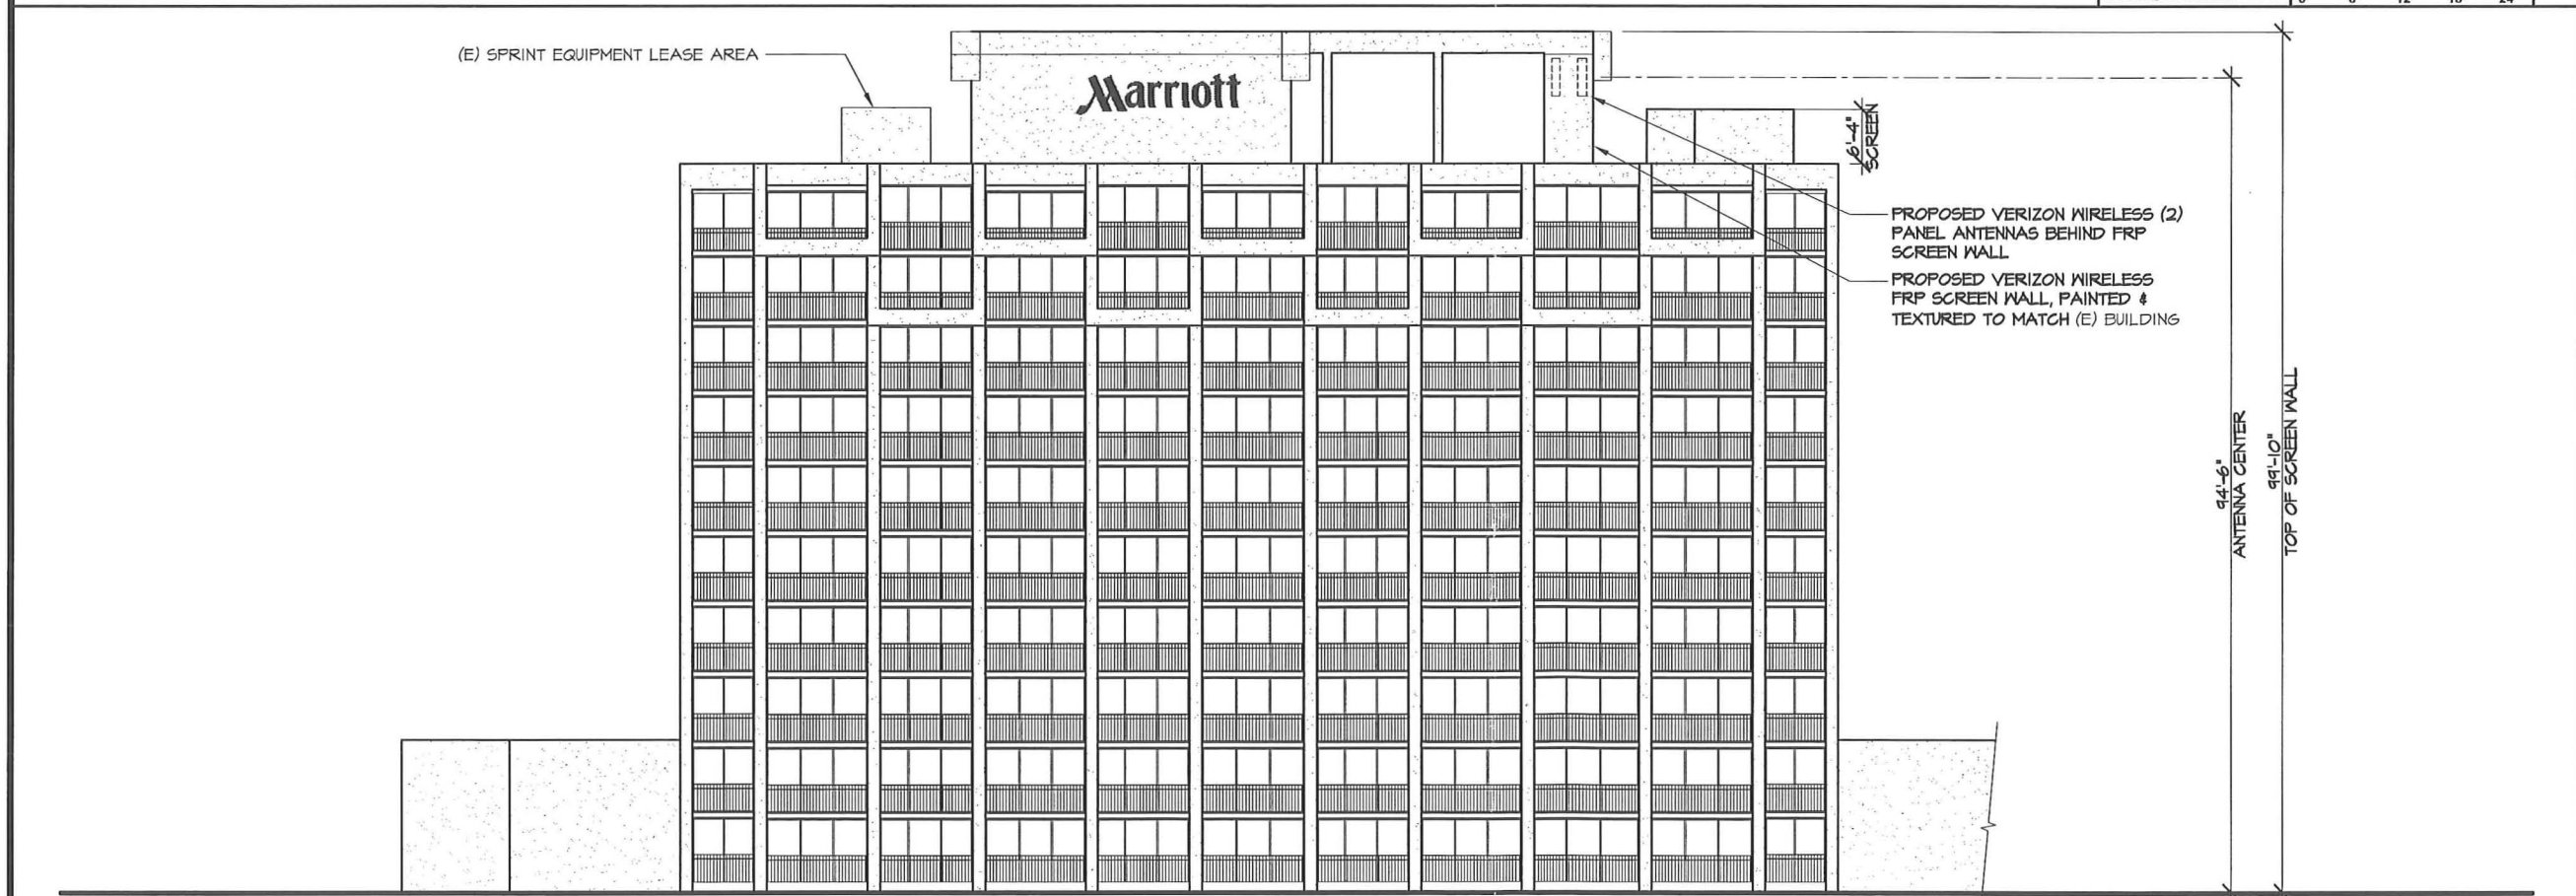 (E) SPRINT EQUIPMENT LEASE AREA
Marriott
6'-4"
SCREEN
PROPOSED VERIZON WIRELESS (2)
PANEL ANTENNAS BEHIND FRP
SCREEN WALL
PROPOSED VERIZON WIRELESS
FRP SCREEN WALL, PAINTED &
TEXTURED TO MATCH (E) BUILDING
94'-6"
ANTENNA CENTER
99'-10"
TOP OF SCREEN WALL